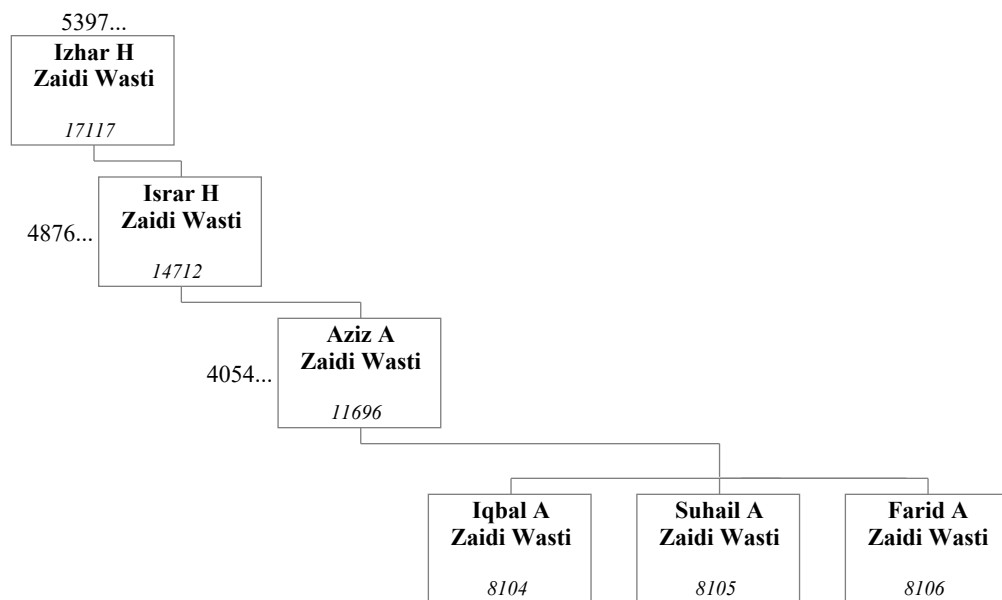 5397...
Izhar H
Zaidi Wasti
17117
Israr H
Zaidi Wasti
4876...
14712
Aziz A
Zaidi Wasti
4054...
11696
Iqbal A
Zaidi Wasti
8104
Suhail A
Zaidi Wasti
8105
Farid A
Zaidi Wasti
8106